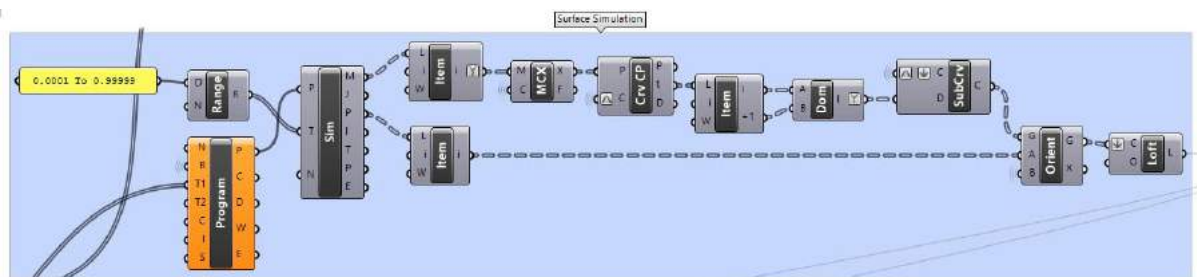 Surface Simulation
0.0001 To 0.99999
D
N
Range
R
N
R
T1
T2
C
I
S
Program
P
C
D
W
E
P
T
N
Sim
M
J
P
I
T
P
E
L
i
W
Item
i
L
i
W
Item
i
M
C
MCX
X
F
P
C
Crv CP
P
t
D
L
i
W
Item
i
+1
A
B
Dom
I
C
D
SubCrv
C
G
A
B
Orient
G
X
C
O
Loft
L